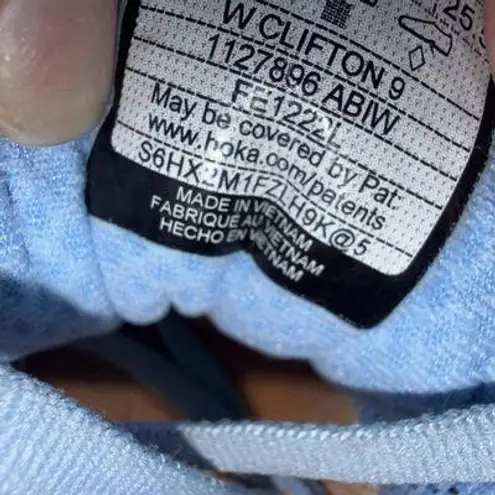 W CLIFTON 9
1127896 ABIW
FE1222L
May be covered by Pat.
www.hoka.com/patents
MADE IN VIETNAM
FABRIQUÉ AU VIETNAM
HECHO EN VIETNAM